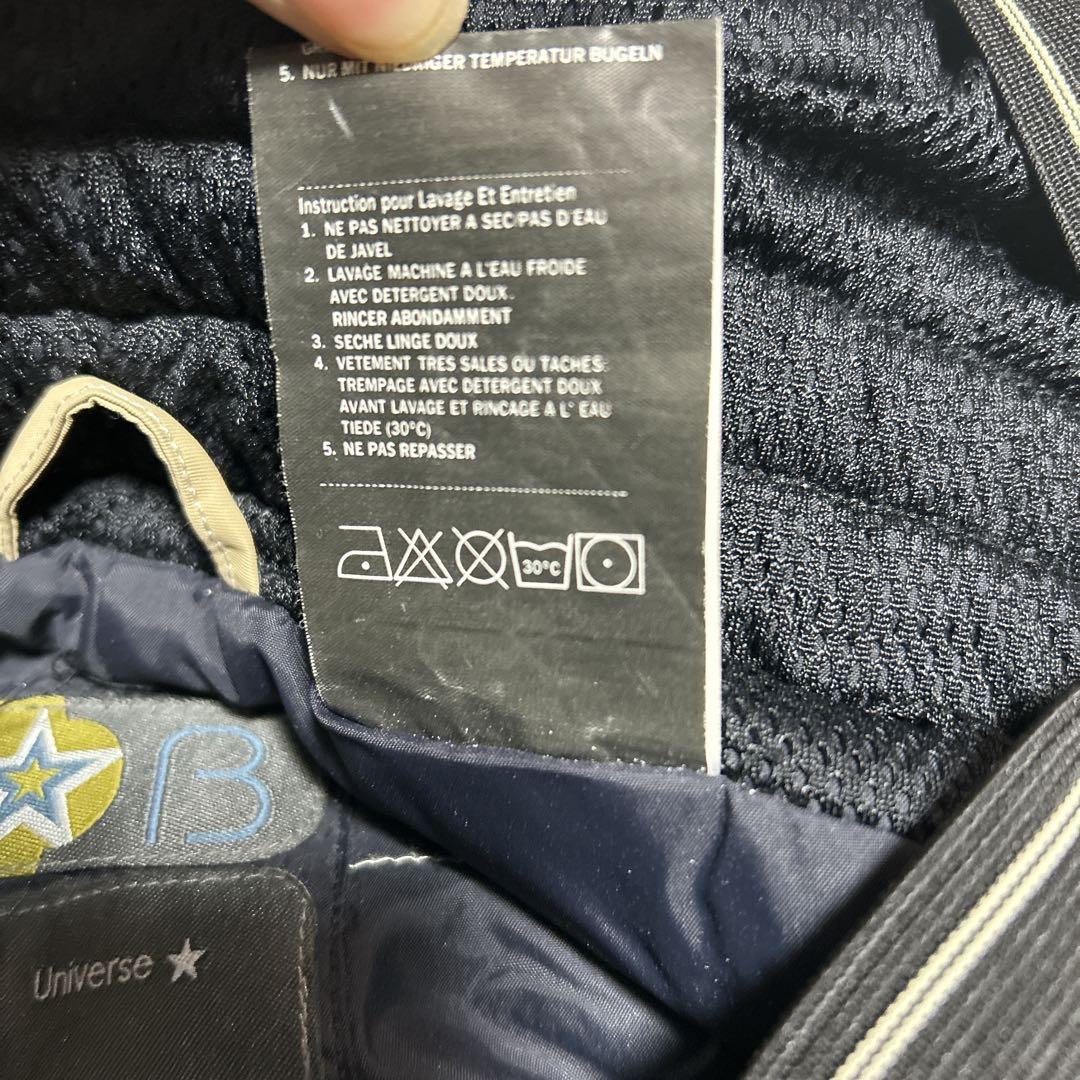 5. NUR MIT NIEDRIGER TEMPERATUR BUGELN
Instruction pour Lavage Et Entretien
1. NE PAS NETTOYER A SEC/PAS D'EAU
DE JAVEL
2. LAVAGE MACHINE A L'EAU FROIDE
AVEC DETERGENT DOUX.
RINCER ABONDAMMENT
3. SECHE LINGE DOUX
4. VETEMENT TRES SALES OU TACHES:
TREMPAGE AVEC DETERGENT DOUX
AVANT LAVAGE ET RINCAGE A L' EAU
TIEDE (30°C)
5. NE PAS REPASSER
30°C
B
Universe